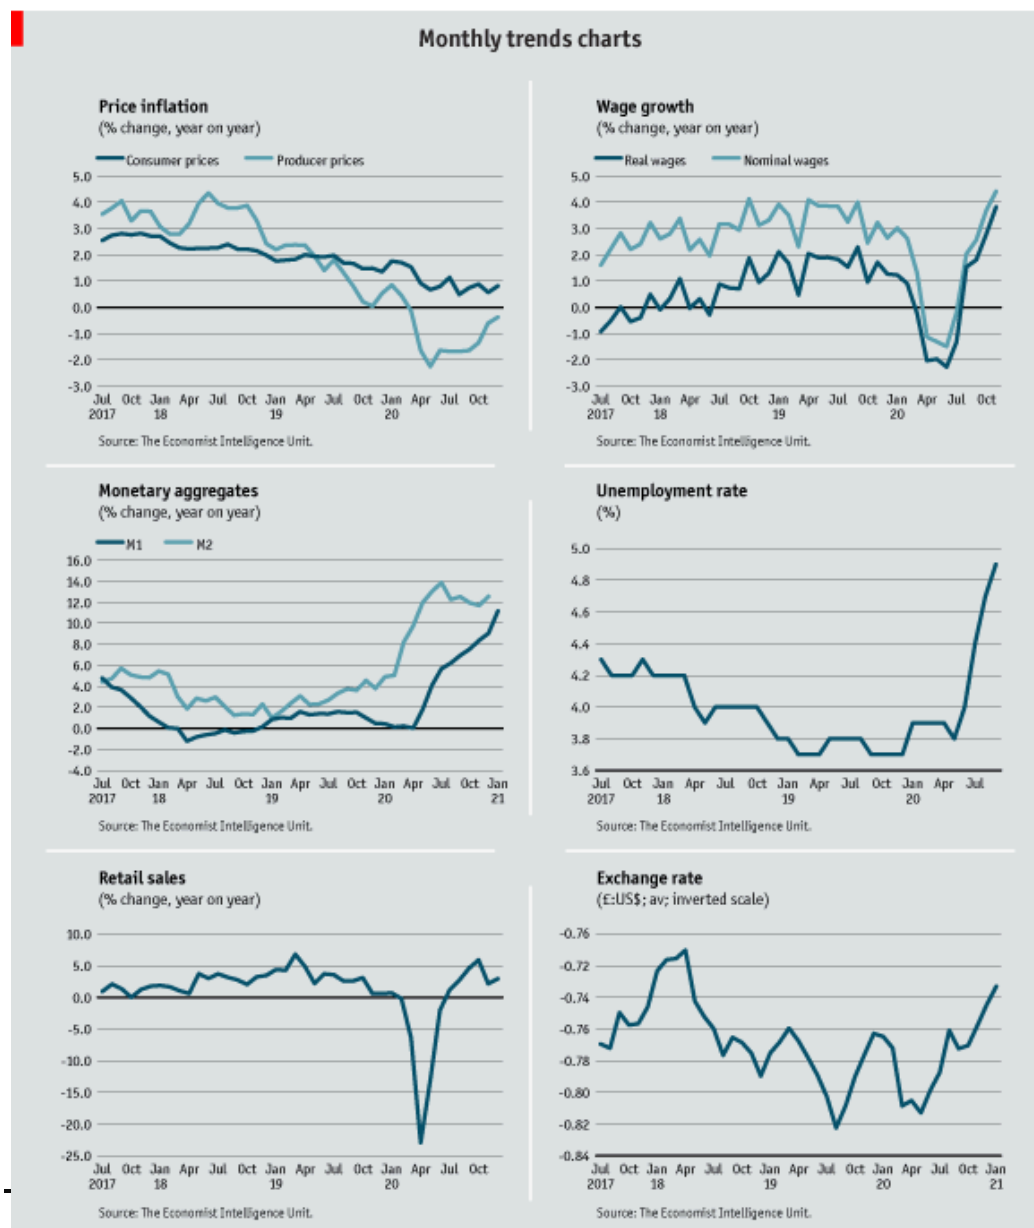 Monthly trends charts
Price inflation
(% change, year on year)
Consumer prices Producer prices
5.0
4.0
3.0
2.0
1.0
0.0
-1.0
-2.0
-3.0
Jul Oct Jan Apr Jul Oct Jan Apr Jul Oct Jan Apr Jul Oct
2017 18 19 20
Source: The Economist Intelligence Unit.
Wage growth
(% change, year on year)
Real wages Nominal wages
5.0
4.0
3.0
2.0
1.0
0.0
-1.0
-2.0
-3.0
Jul Oct Jan Apr Jul Oct Jan Apr Jul Oct Jan Apr Jul Oct
2017 18 19 20
Source: The Economist Intelligence Unit.
Monetary aggregates
(% change, year on year)
M1 M2
16.0
14.0
12.0
10.0
8.0
6.0
4.0
2.0
0.0
-2.0
-4.0
Jul Oct Jan Apr Jul Oct Jan Apr Jul Oct Jan Apr Jul Oct Jan
2017 18 19 20 21
Source: The Economist Intelligence Unit.
Unemployment rate
(%)
5.0
4.8
4.6
4.4
4.2
4.0
3.8
3.6
Jul Oct Jan Apr Jul Oct Jan Apr Jul Oct Jan Apr Jul
2017 18 19 20
Source: The Economist Intelligence Unit.
Retail sales
(% change, year on year)
10.0
5.0
0.0
-5.0
-10.0
-15.0
-20.0
-25.0
Jul Oct Jan Apr Jul Oct Jan Apr Jul Oct Jan Apr Jul Oct
2017 18 19 20
Source: The Economist Intelligence Unit.
Exchange rate
(£:US$; av; inverted scale)
-0.76
-0.72
-0.74
-0.76
-0.78
-0.80
-0.82
-0.84
Jul Oct Jan Apr Jul Oct Jan Apr Jul Oct Jan Apr Jul Oct Jan
2017 18 19 20 21
Source: The Economist Intelligence Unit.